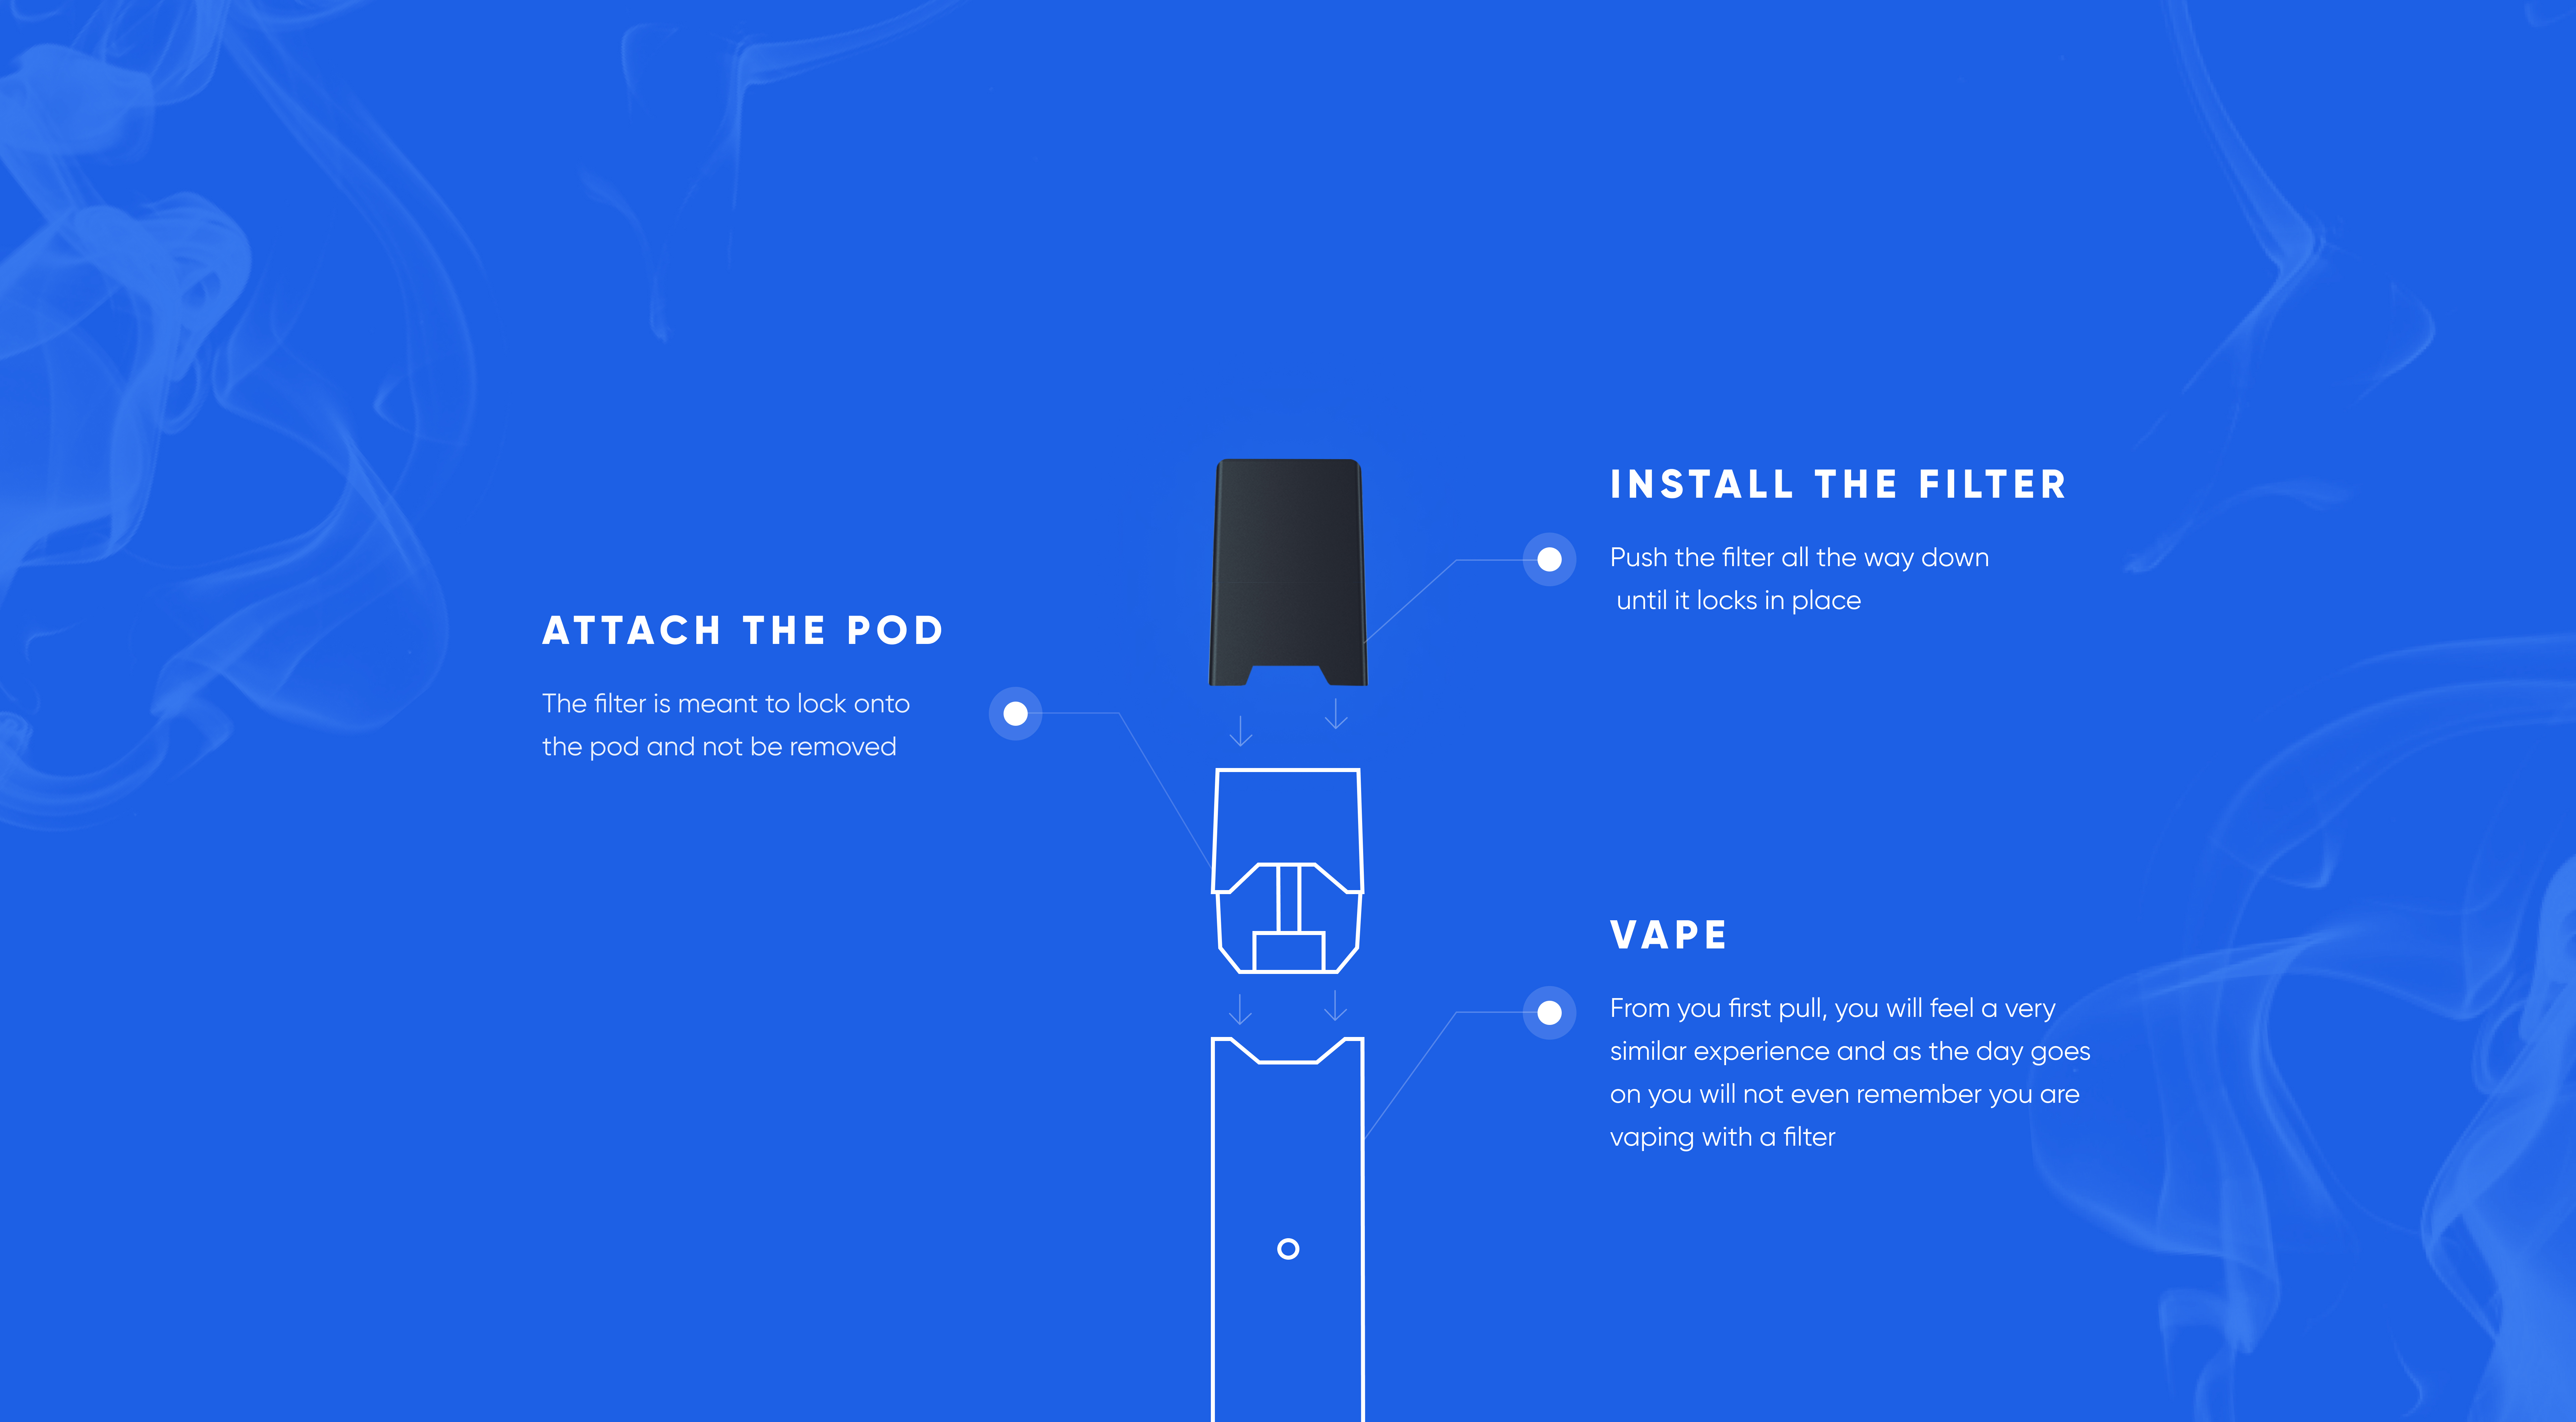 INSTALL THE FILTER
Push the filter all the way down
until it locks in place
ATTACH THE POD
The filter is meant to lock onto
the pod and not be removed
VAPE
From you first pull, you will feel a very
similar experience and as the day goes
on you will not even remember you are
vaping with a filter